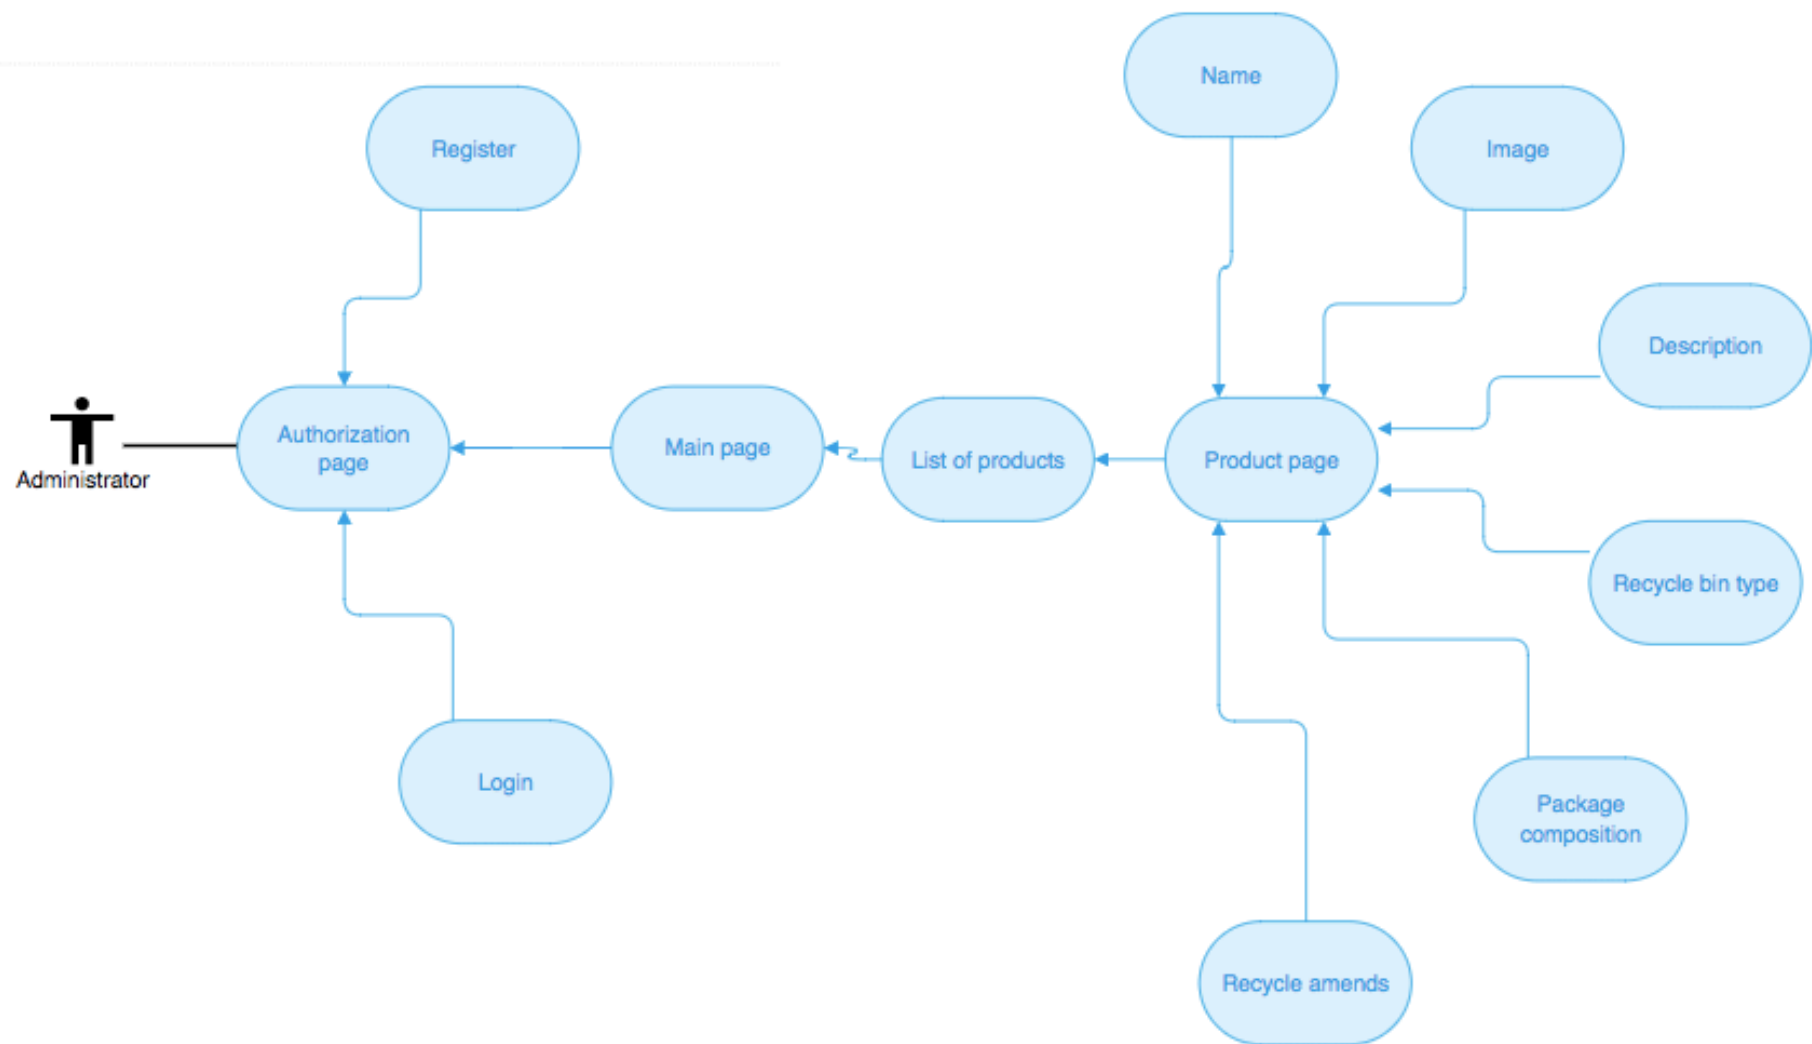 Name
Register
Image
Description
Authorization
page
Main page
List of products
Product page
Administrator
Recycle bin type
Login
Package
composition
Recycle amends